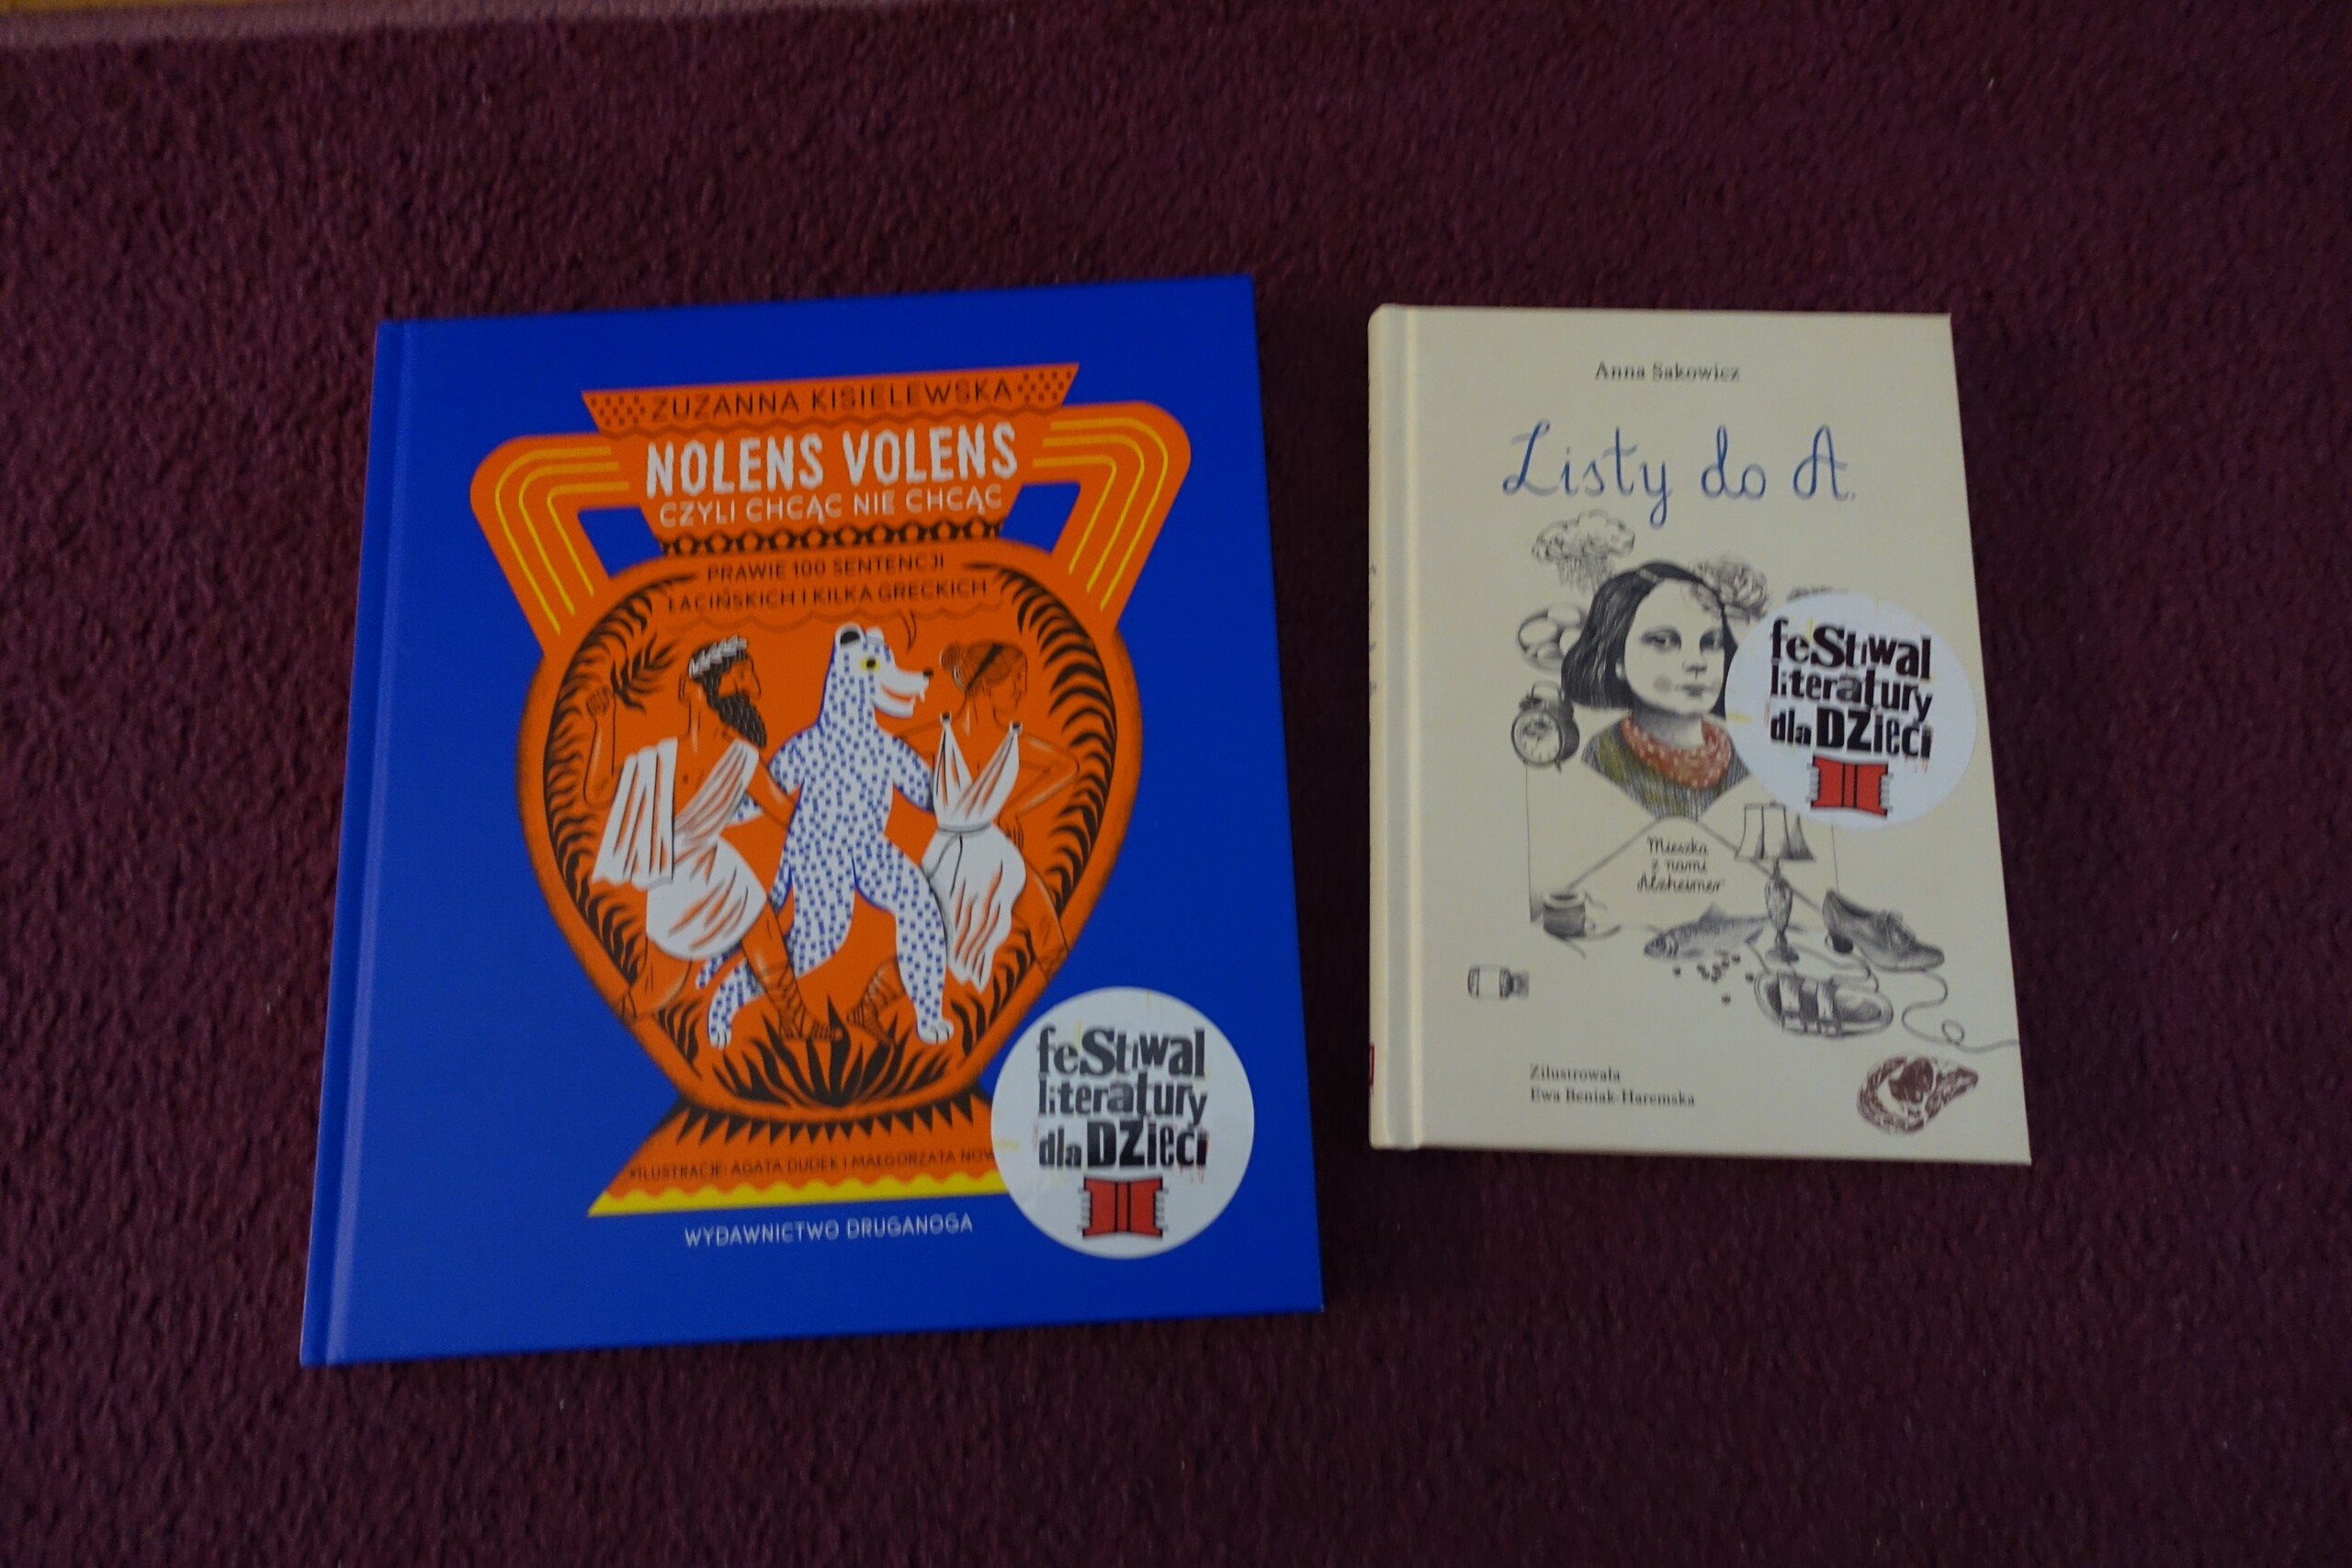 ZUZANNA KISIELEWSKA
NOLENS VOLENS
CZYLI CHCĄC NIE CHCĄC
PRAWIE 100 SENTENCJI
ŁACIŃSKICH I KILKA GRECKICH
ILUSTRACJE: AGATA DUDEK I MAŁGORZATA NOW
WYDAWNICTWO DRUGANOGA
feStiwal
literatury
dla DZieci
Anna Sakowicz
Listy do A.
feStiwal
literatury
dla DZieci
Mieszka
z nami
Alzheimer
Zilustrowała
Ewa Beniak-Haremska